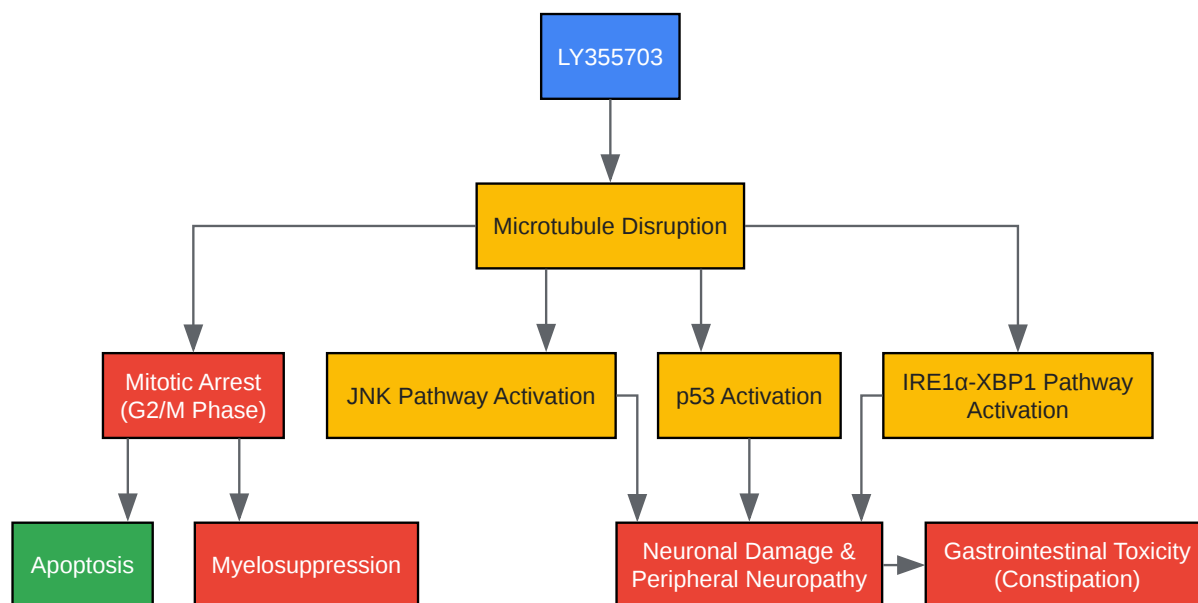 LY355703
Microtubule Disruption
Mitotic Arrest
(G2/M Phase)
JNK Pathway Activation
p53 Activation
IRE1α-XBP1 Pathway
Activation
Apoptosis
Myelosuppression
Neuronal Damage &
Peripheral Neuropathy
Gastrointestinal Toxicity
(Constipation)